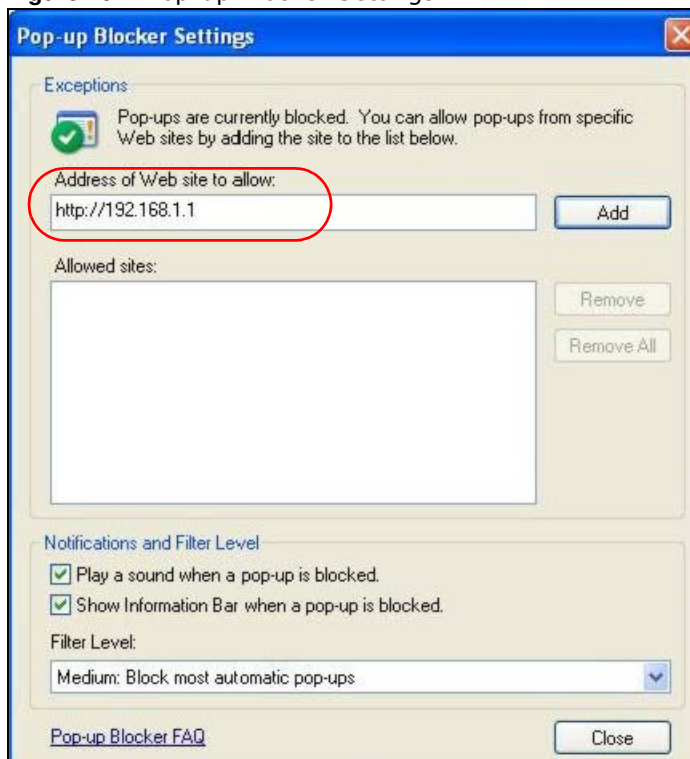 Pop-up Blocker Settings
Exceptions
Pop-ups are currently blocked. You can allow pop-ups from specific
Web sites by adding the site to the list below.
Address of Web site to allow:
http://192.168.1.1
Add
Allowed sites:
Remove
Remove All
Notifications and Filter Level
Play a sound when a pop-up is blocked.
Show Information Bar when a pop-up is blocked.
Filter Level:
Medium: Block most automatic pop-ups
Pop-up Blocker FAQ
Close